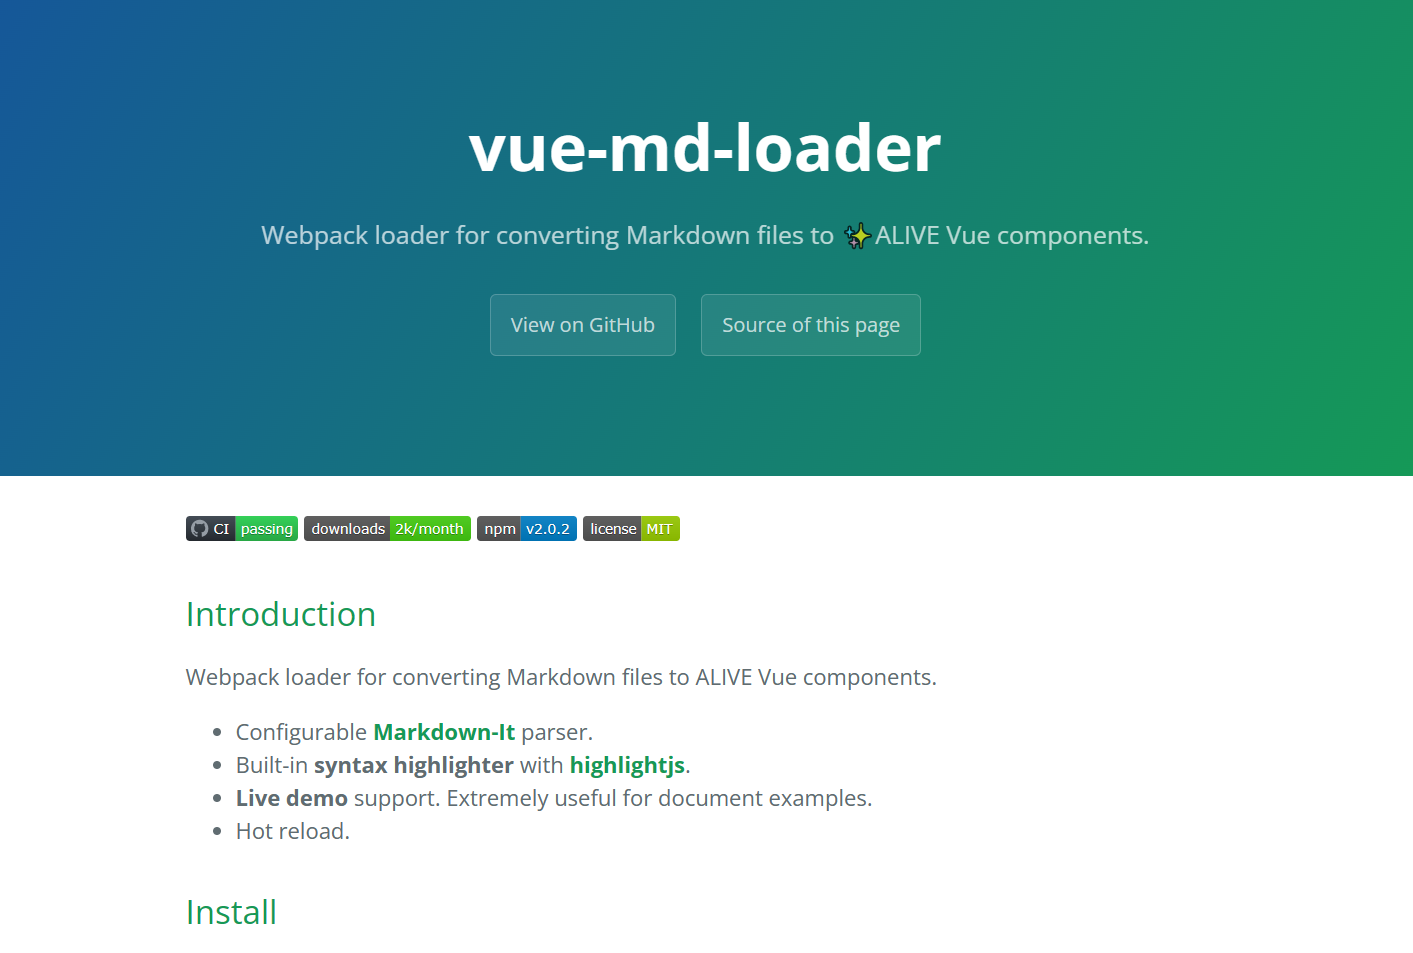 vue-md-loader
Webpack loader for converting Markdown files to ✨ALIVE Vue components.
View on GitHub
Source of this page
CI passing
downloads 2k/month
npm v2.0.2
license MIT
Introduction
Webpack loader for converting Markdown files to ALIVE Vue components.
Configurable Markdown-It parser.
Built-in syntax highlighter with highlightjs.
Live demo support. Extremely useful for document examples.
Hot reload.
Install